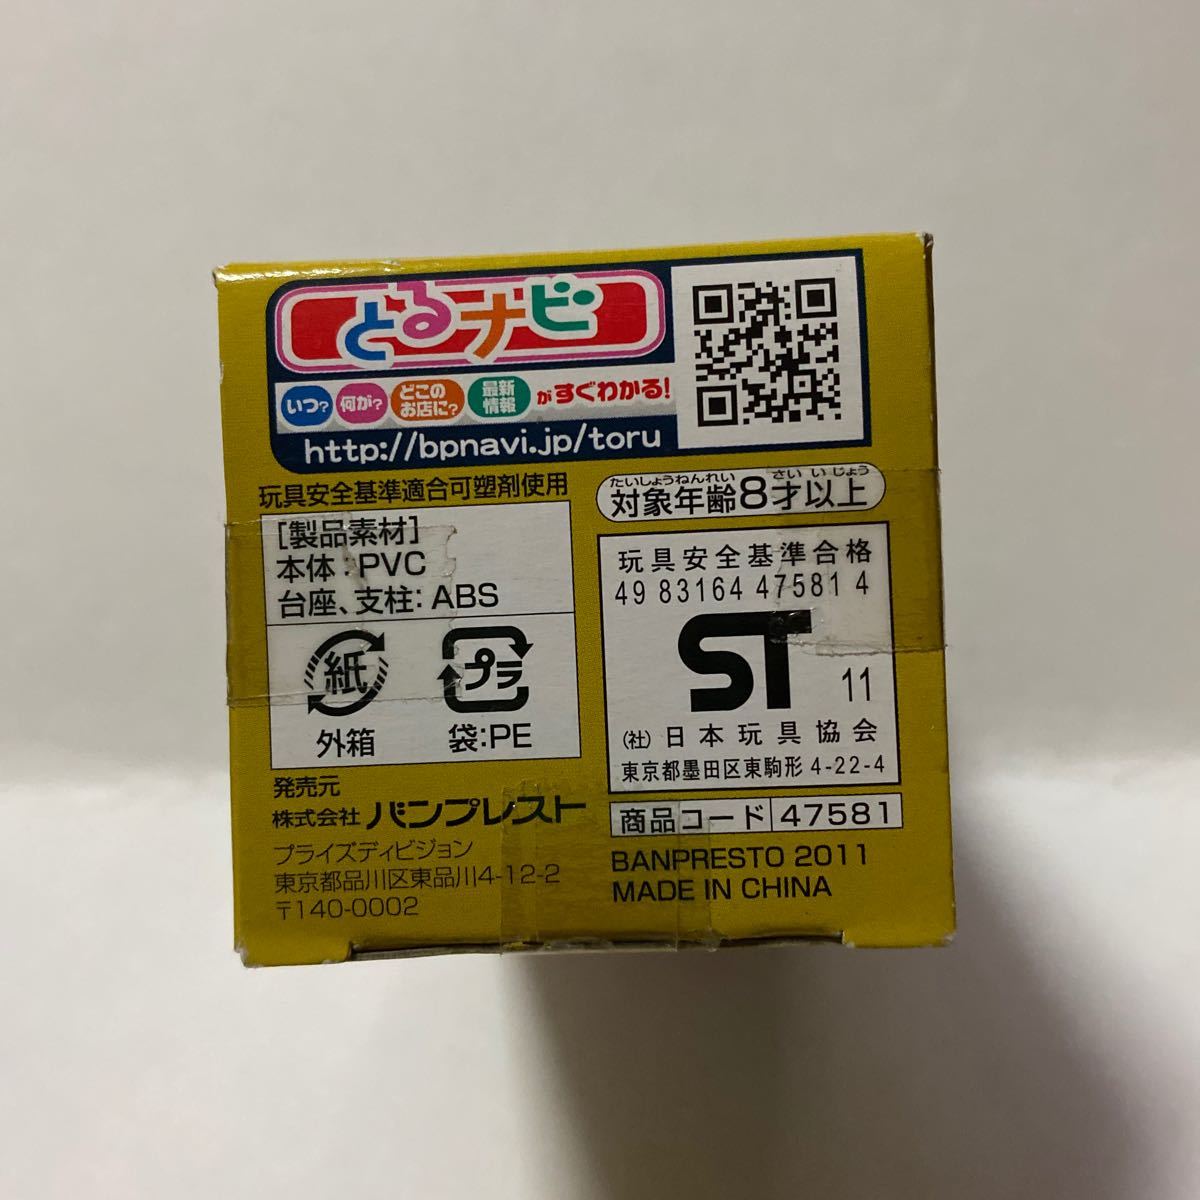 とるナビ
いつ? 何が? どこのお店に? 最新情報 がすぐわかる!
http://bpnavi.jp/toru
玩具安全基準適合可塑剤使用
[製品素材]
本体:PVC
台座、支柱:ABS
紙
外箱
プラ
袋:PE
発売元
株式会社 バンプレスト
プライズディビジョン
東京都品川区東品川4-12-2
〒140-0002
たいしょうねんれい さいいじょう
対象年齢8才以上
玩具安全基準合格
49 83164 47581 4
ST
11
(社)日本玩具協会
東京都墨田区東駒形 4-22-4
商品コード 47581
BANPRESTO 2011
MADE IN CHINA